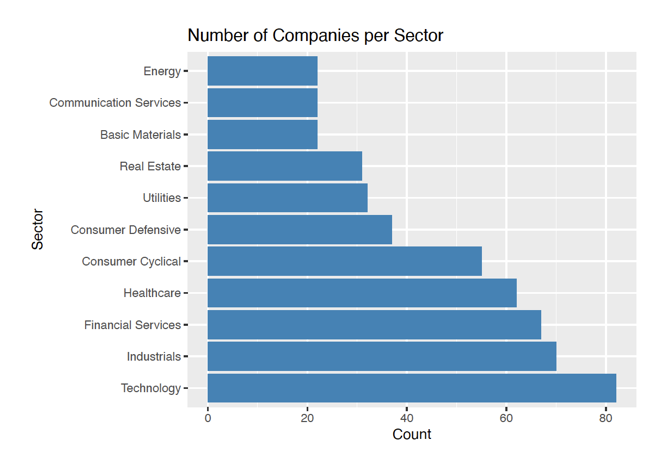 Number of Companies per Sector
Energy
Communication Services
Basic Materials
Real Estate
Utilities
Consumer Defensive
Consumer Cyclical
Healthcare
Financial Services
Industrials
Technology
Sector
0 20 40 60 80
Count